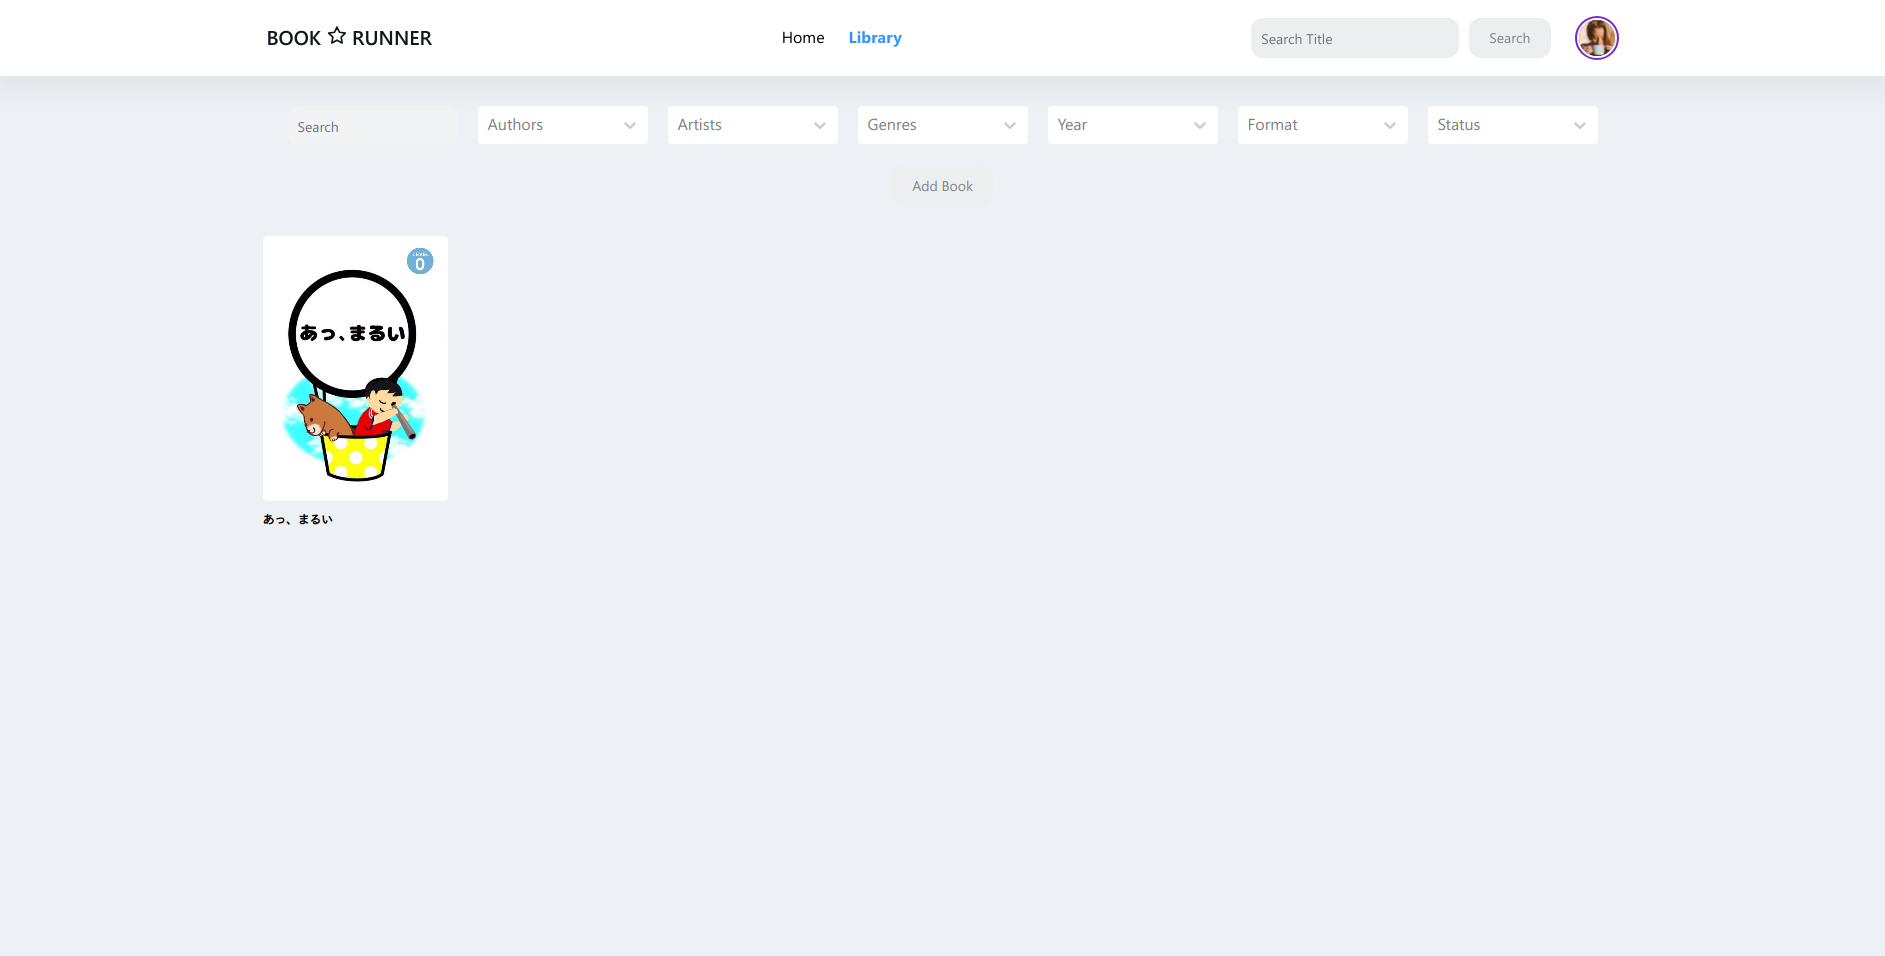 BOOK RUNNER
Home
Library
Search Title
Search
Search
Authors
Artists
Genres
Year
Format
Status
Add Book
LEVEL
0
あっ、まるい
あっ、まるい